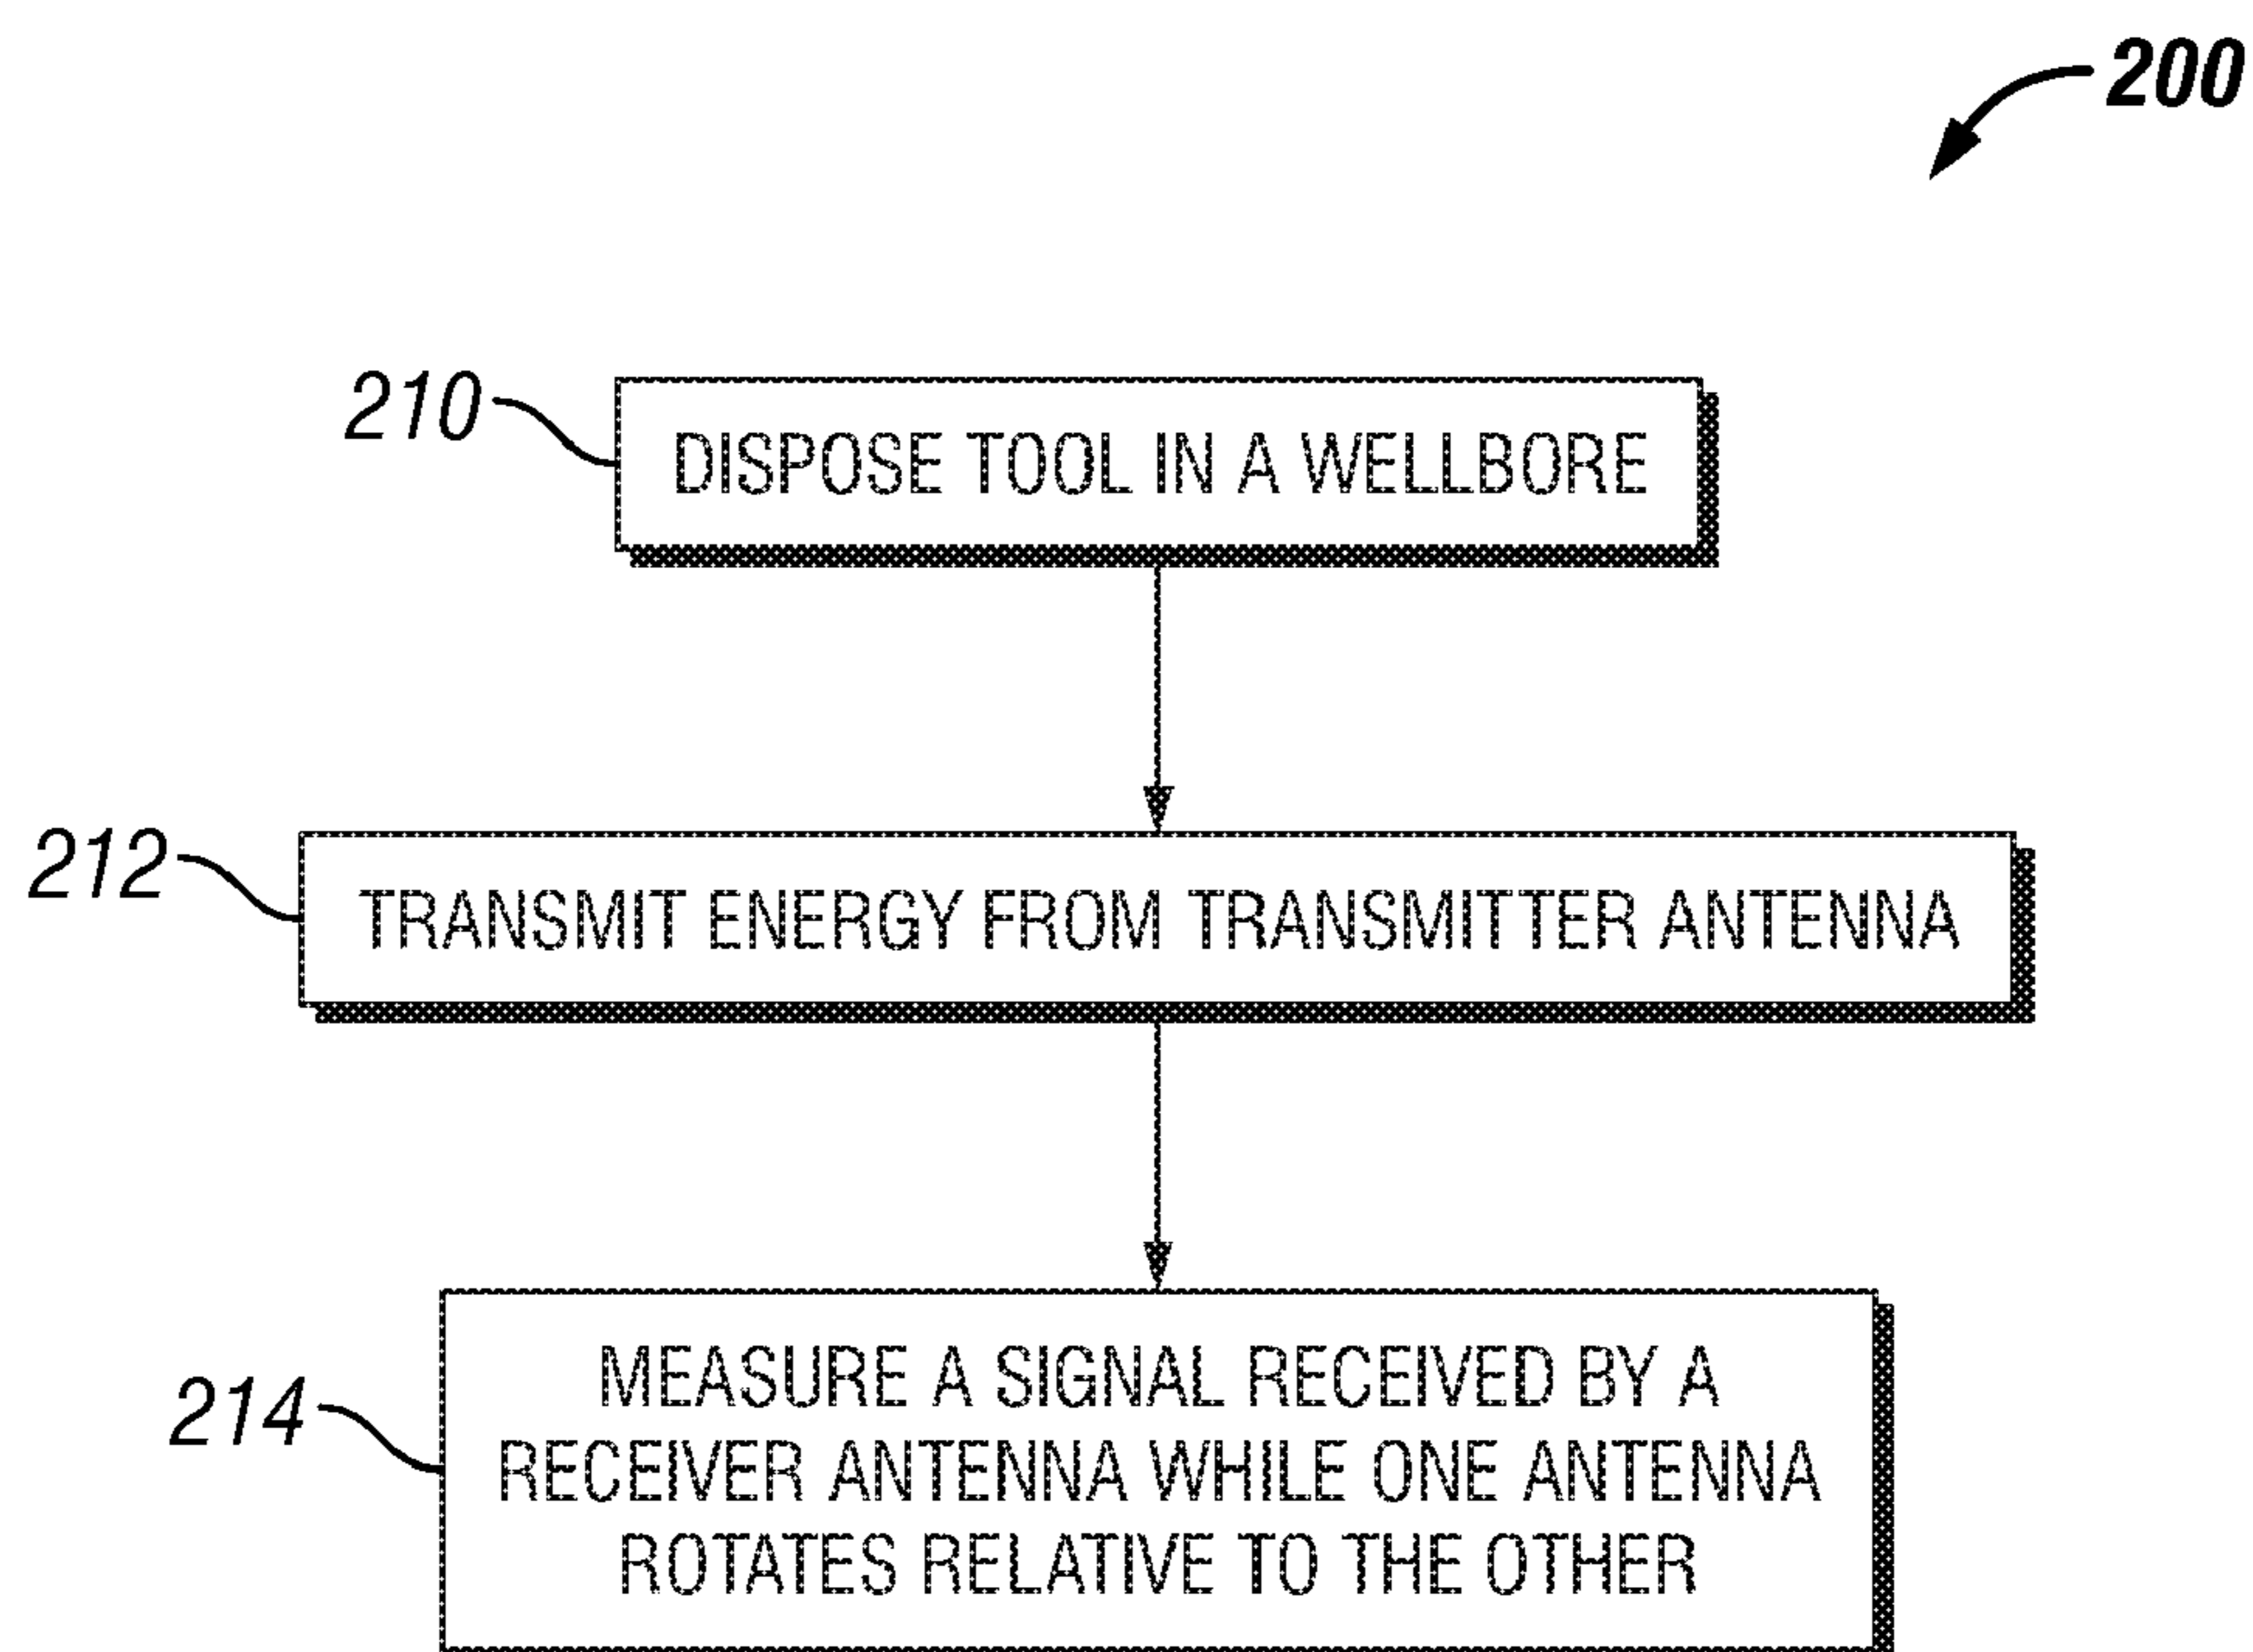 200
210
DISPOSE TOOL IN A WELLBORE
212
TRANSMIT ENERGY FROM TRANSMITTER ANTENNA
214
MEASURE A SIGNAL RECEIVED BY A
RECEIVER ANTENNA WHILE ONE ANTENNA
ROTATES RELATIVE TO THE OTHER